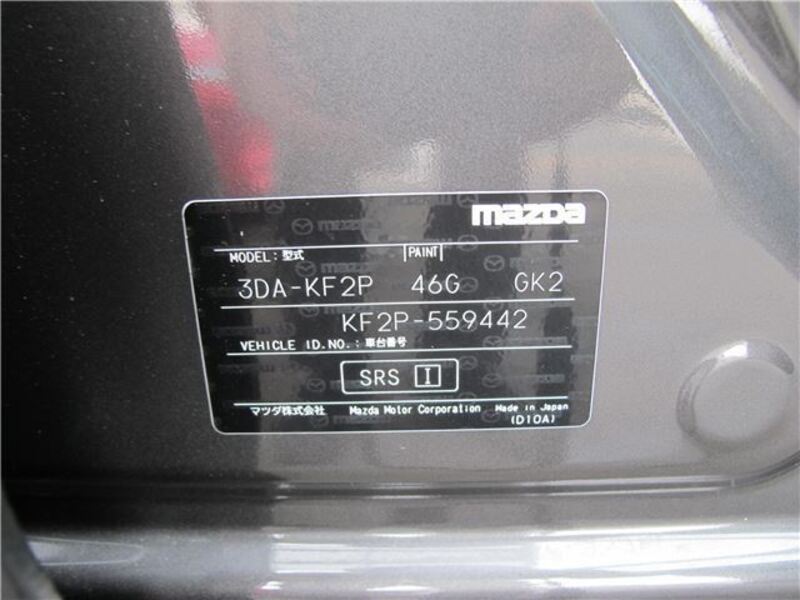 mazda
MODEL: 型式 PAINT
3DA-KF2P 46G GK2
KF2P-559442
VEHICLE ID.NO.: 車台番号
SRS I
マツダ株式会社 Mazda Motor Corporation Made in Japan
(D10A)